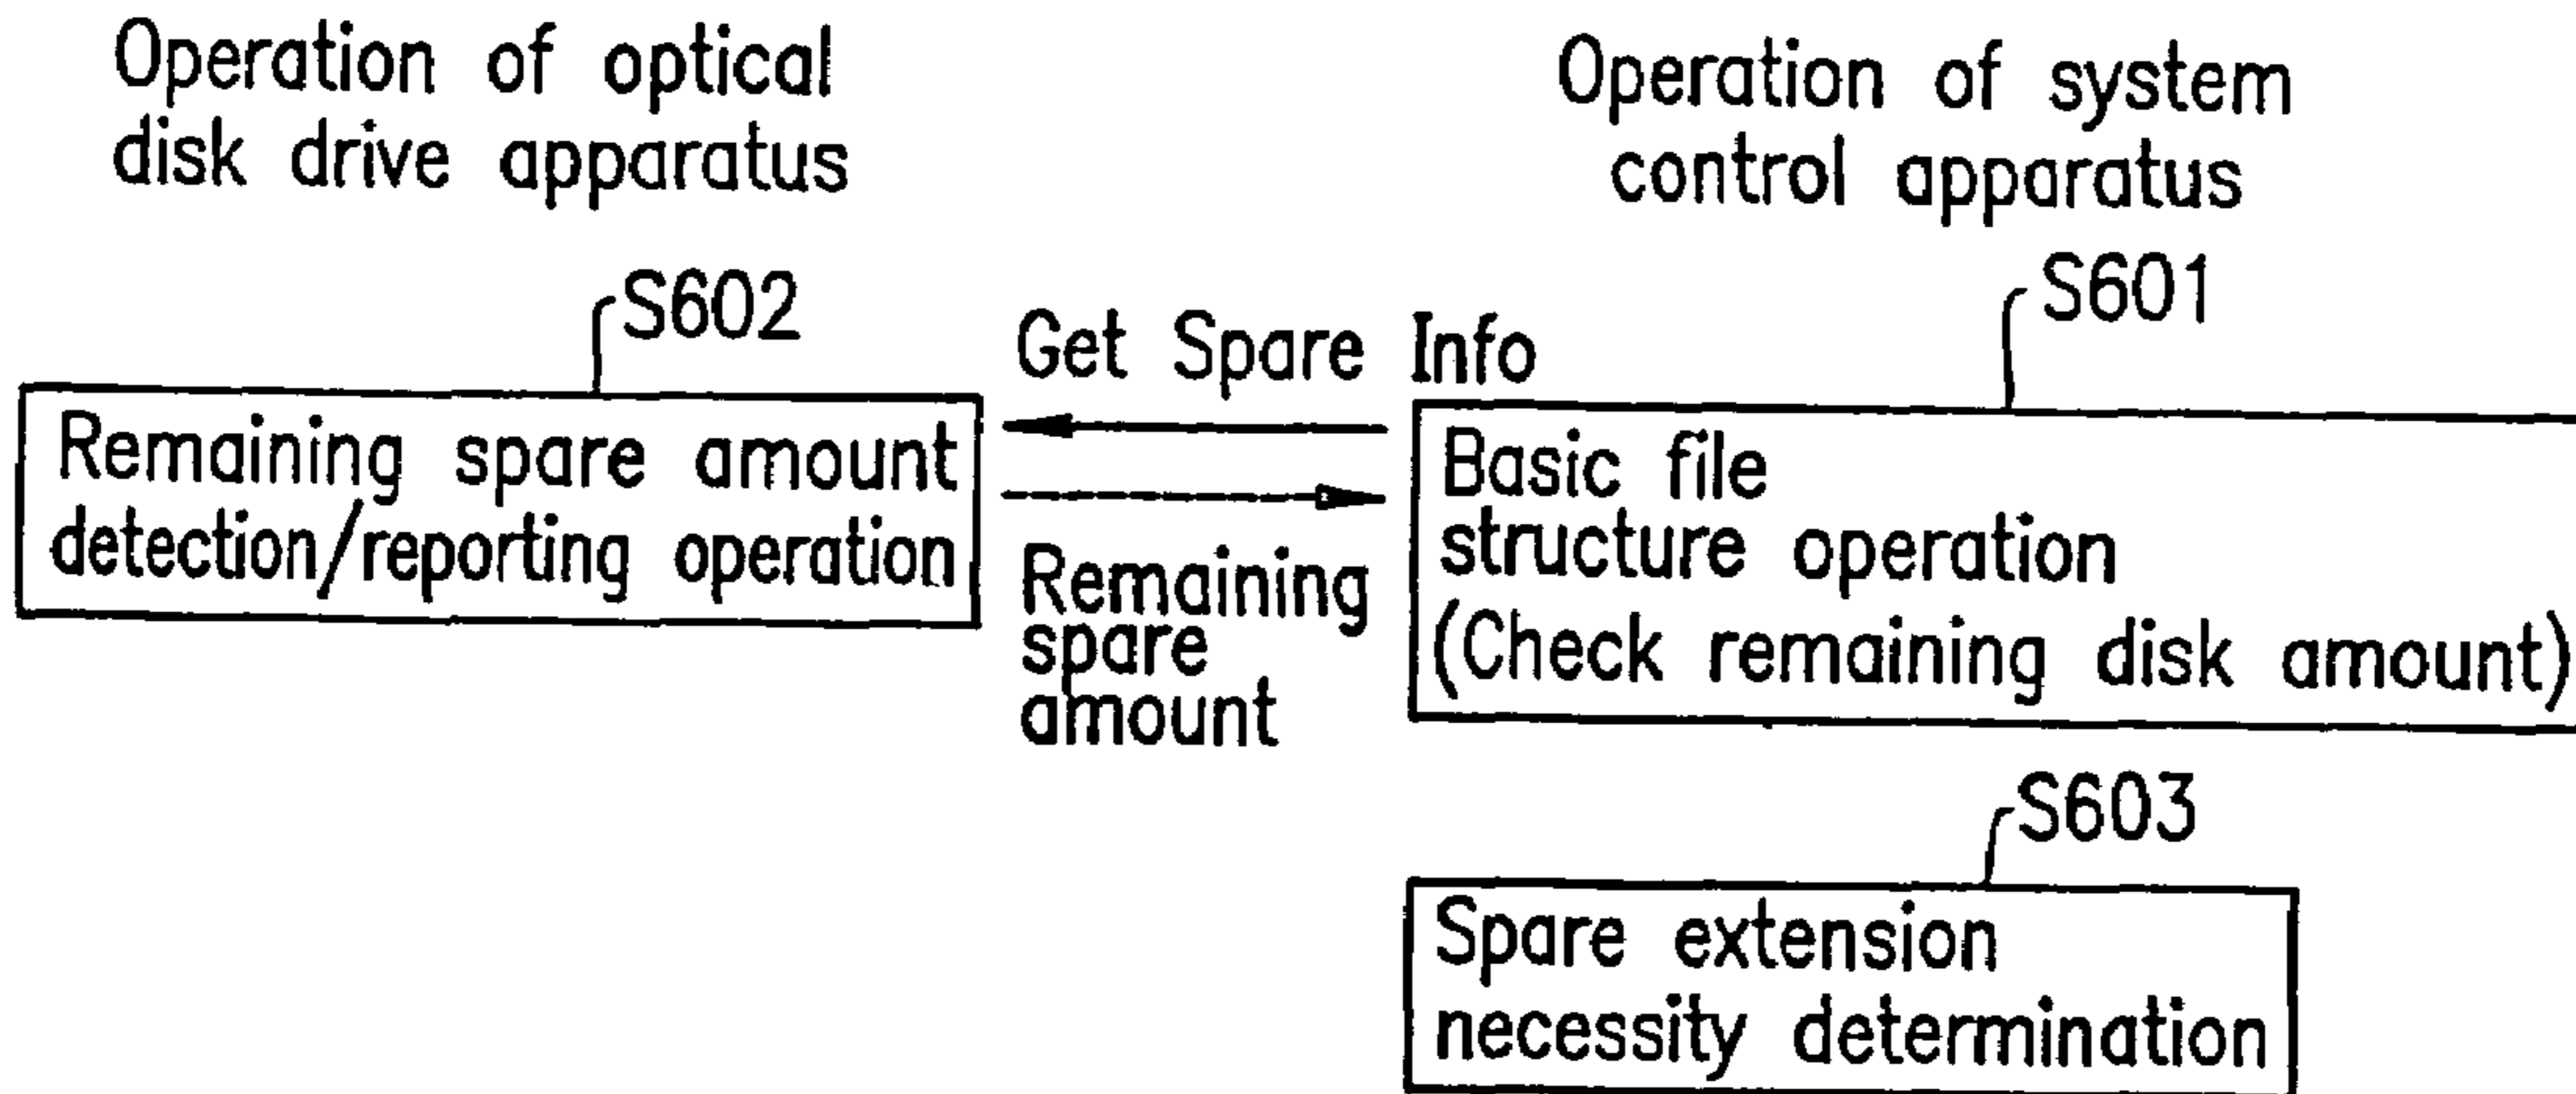 Operation of optical
disk drive apparatus
Operation of system
control apparatus
S602
S601
Get Spare Info
Remaining spare amount
detection/reporting operation
Remaining
spare
amount
Basic file
structure operation
(Check remaining disk amount)
S603
Spare extension
necessity determination